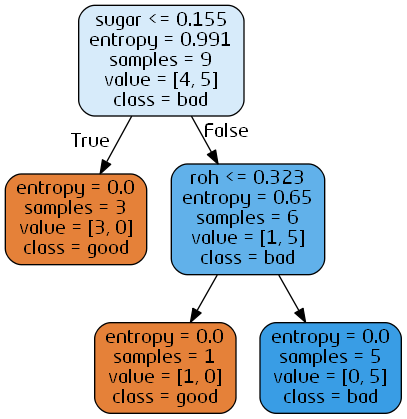 sugar <= 0.155
entropy = 0.991
samples = 9
value = [4, 5]
class = bad
True
False
entropy = 0.0
samples = 3
value = [3, 0]
class = good
roh <= 0.323
entropy = 0.65
samples = 6
value = [1, 5]
class = bad
entropy = 0.0
samples = 1
value = [1, 0]
class = good
entropy = 0.0
samples = 5
value = [0, 5]
class = bad